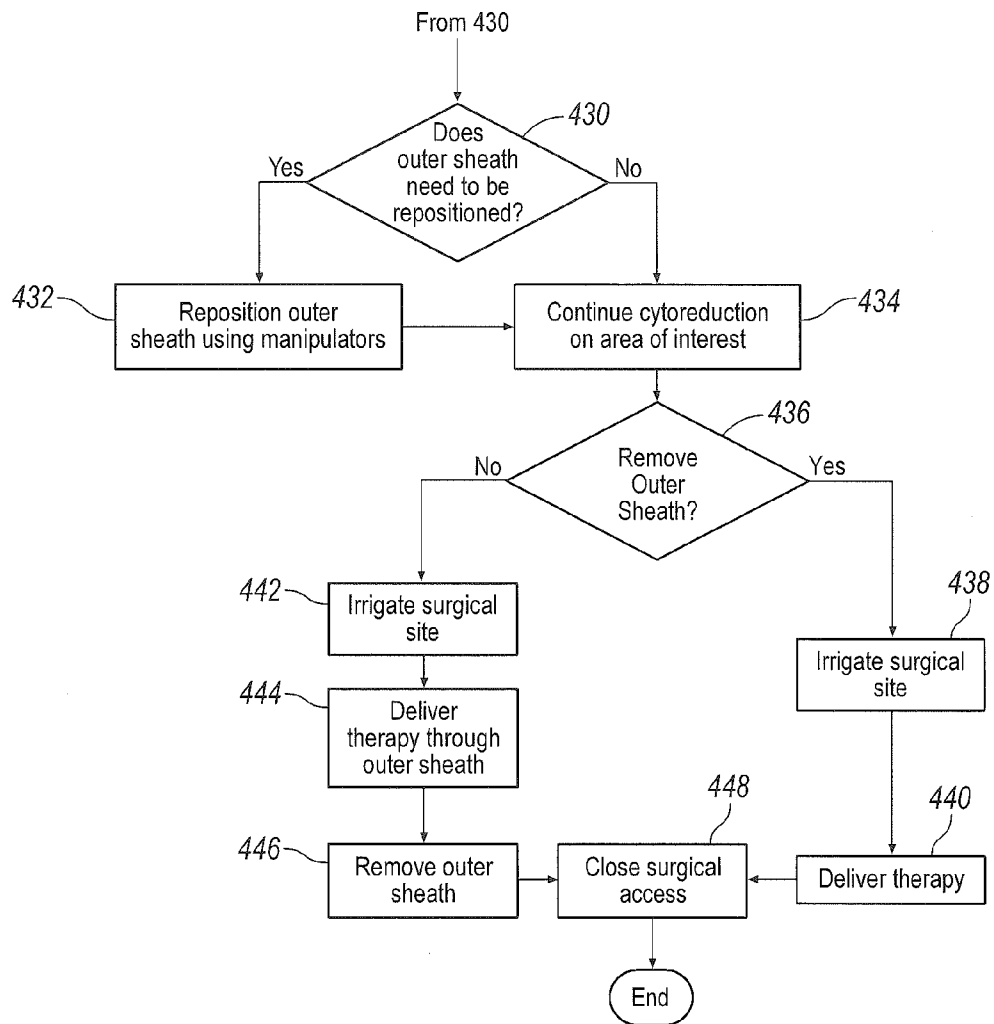 From 430
430
Does
outer sheath
need to be
repositioned?
Yes
No
432
Reposition outer
sheath using manipulators
Continue cytoreduction
on area of interest
434
436
Remove
Outer
Sheath?
No
Yes
442
Irrigate surgical
site
438
Irrigate surgical
site
444
Deliver
therapy through
outer sheath
446
Remove outer
sheath
448
Close surgical
access
440
Deliver therapy
End